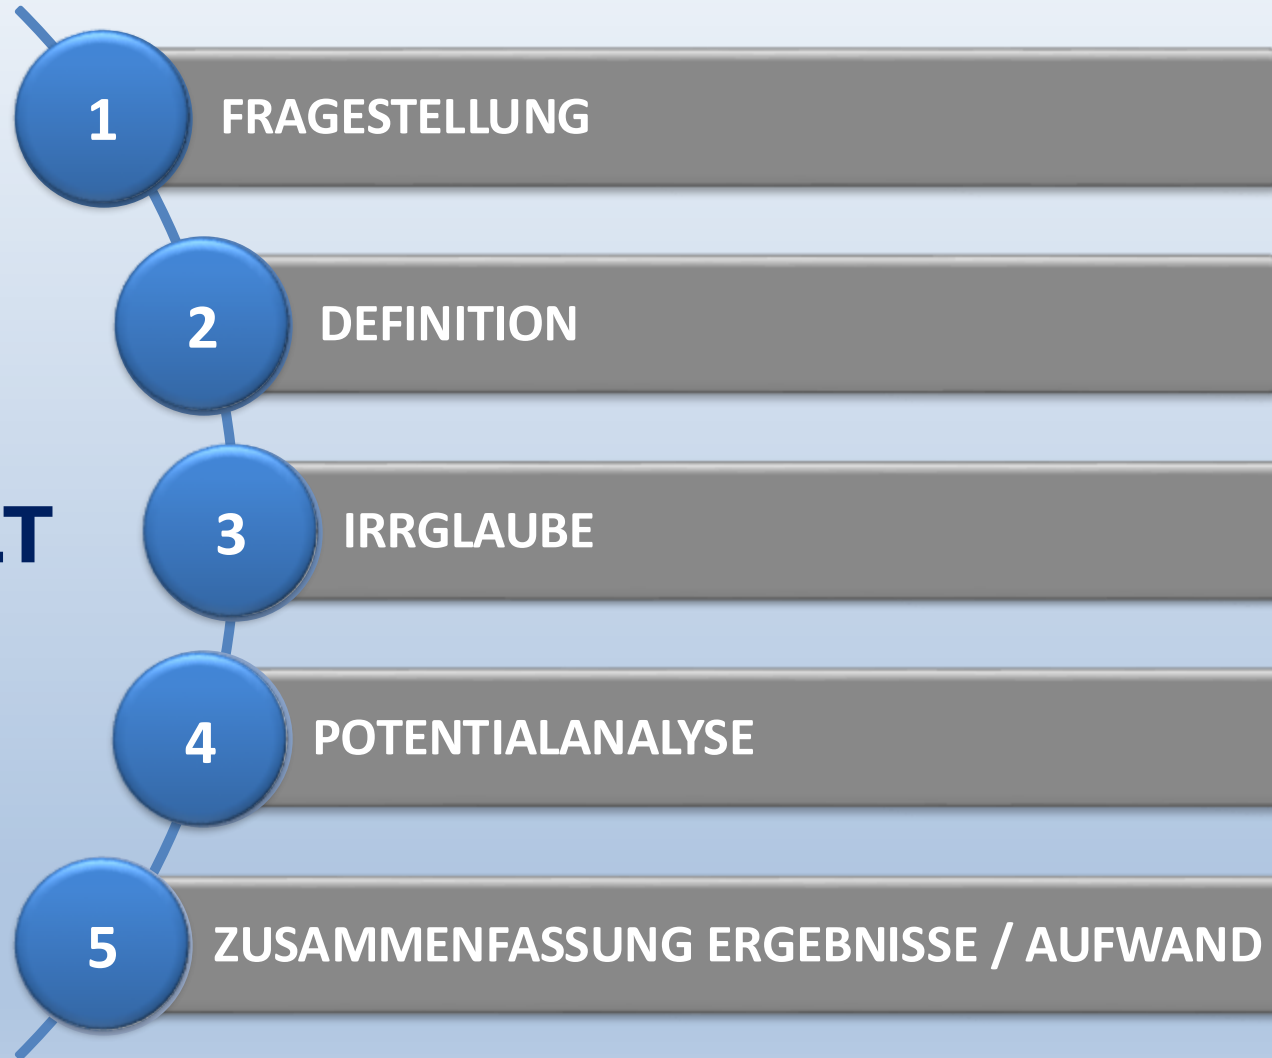 1 FRAGESTELLUNG
2 DEFINITION
3 IRRGLAUBE
4 POTENTIALANALYSE
5 ZUSAMMENFASSUNG ERGEBNISSE / AUFWAND